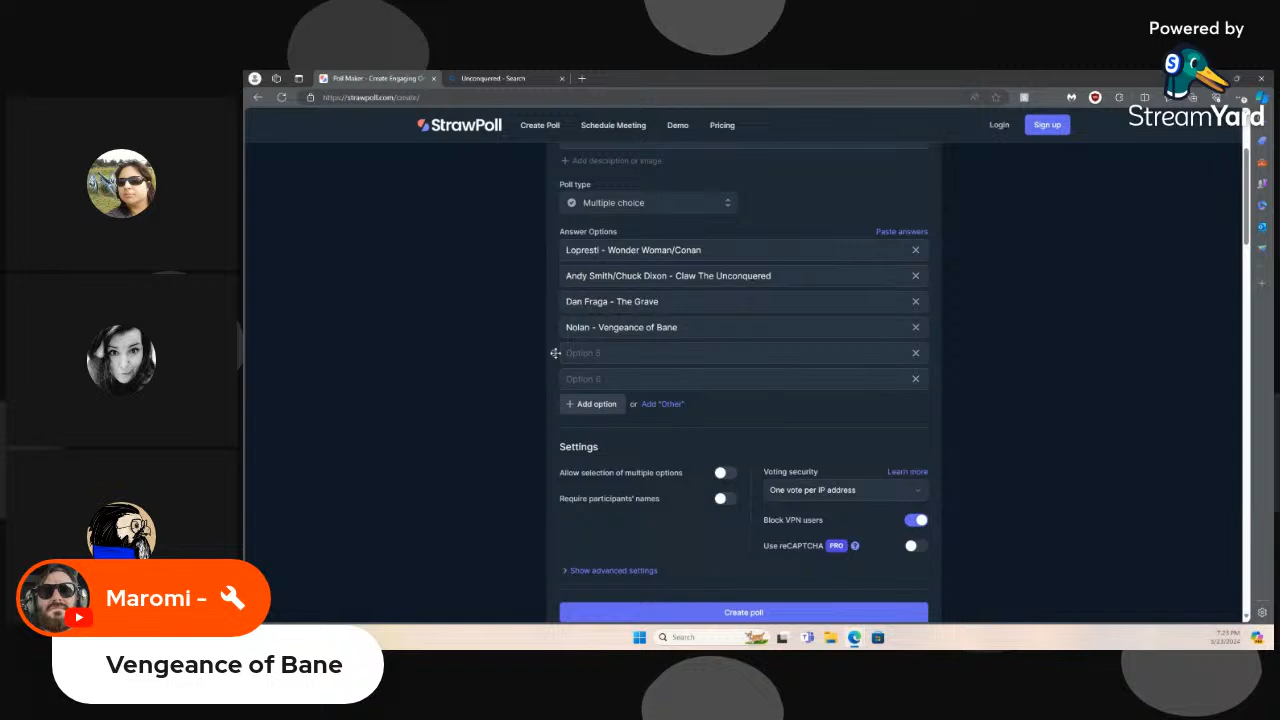 Powered by
StreamYard
Poll Maker - Create Engaging O
Unconquered - Search
https://strawpoll.com/create/
StrawPoll
Create Poll
Schedule Meeting
Demo
Pricing
Login
Sign up
Add description or image
Poll type
Multiple choice
Answer Options
Paste answers
Lopresti - Wonder Woman/Conan
Andy Smith/Chuck Dixon - Claw The Unconquered
Dan Fraga - The Grave
Nolan - Vengeance of Bane
Option 5
Option 6
+ Add option or Add "Other"
Settings
Allow selection of multiple options
Require participants' names
Voting security
Learn more
One vote per IP address
Block VPN users
Use reCAPTCHA PRO ?
Show advanced settings
Create poll
Search
7:23 PM
Maromi -
Vengeance of Bane